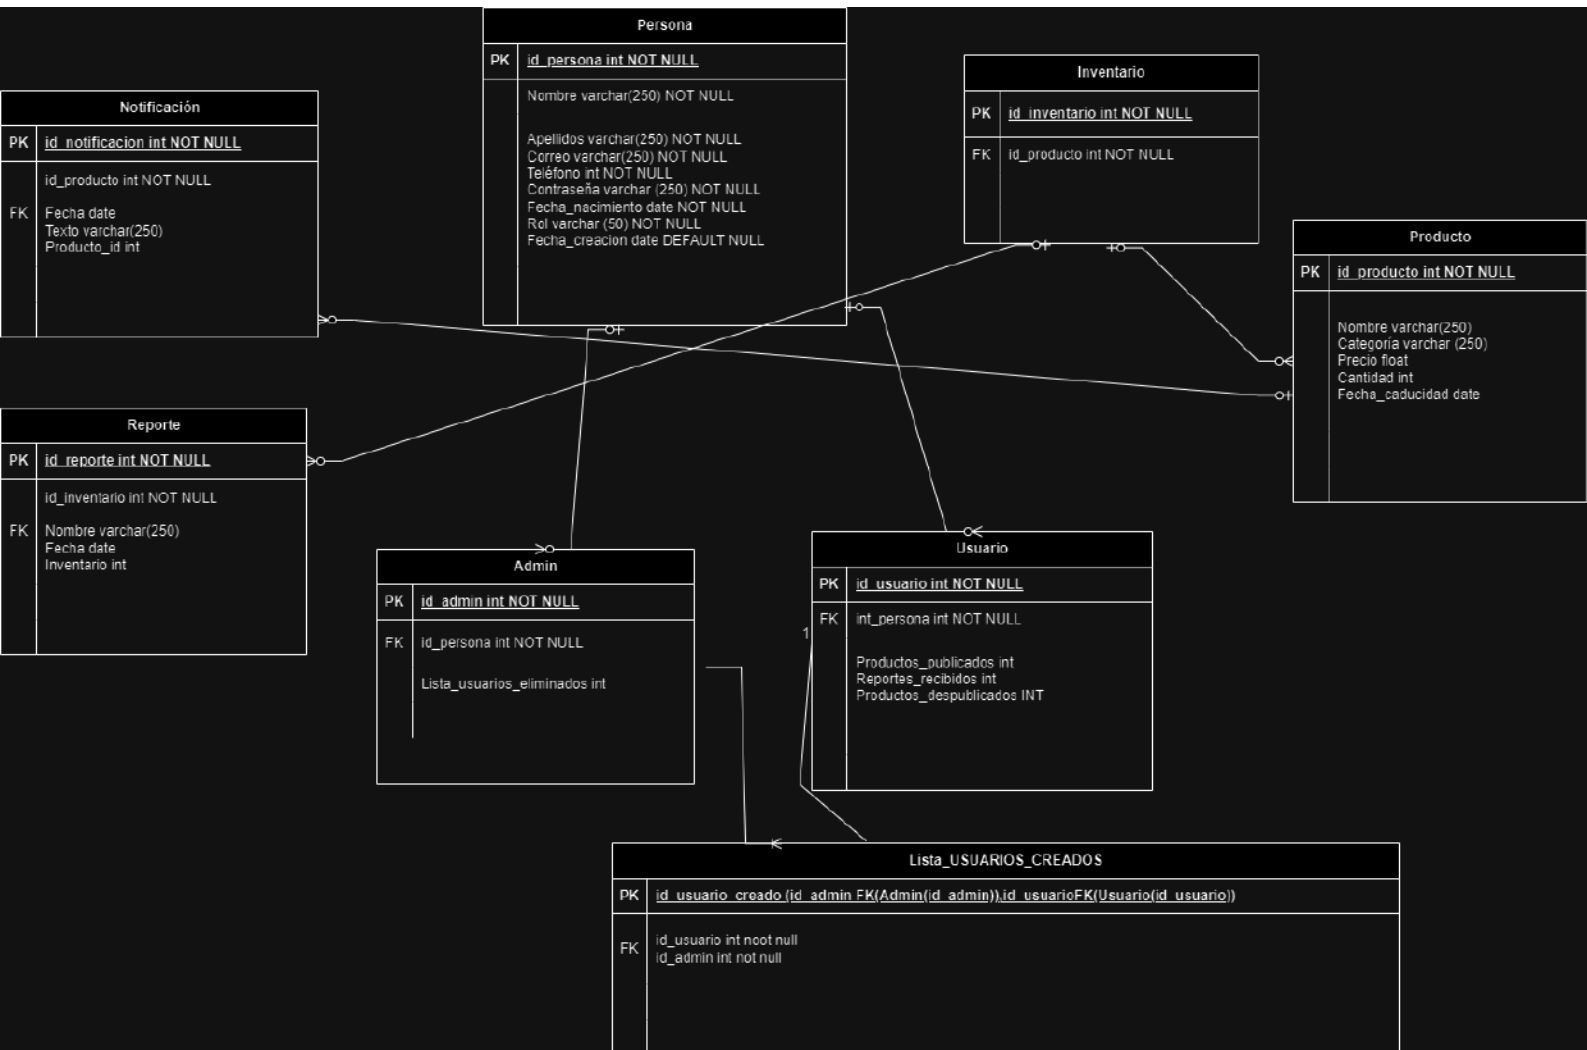 Persona
PK id_persona int NOT NULL
Nombre varchar(250) NOT NULL
Apellidos varchar(250) NOT NULL
Correo varchar(250) NOT NULL
Teléfono int NOT NULL
Contraseña varchar (250) NOT NULL
Fecha_nacimiento date NOT NULL
Rol varchar (50) NOT NULL
Fecha_creacion date DEFAULT NULL
Inventario
PK id_inventario int NOT NULL
FK id_producto int NOT NULL
Notificación
PK id_notificacion int NOT NULL
id_producto int NOT NULL
FK Fecha date
Texto varchar(250)
Producto_id int
Producto
PK id_producto int NOT NULL
Nombre varchar(250)
Categoría varchar (250)
Precio float
Cantidad int
Fecha_caducidad date
Reporte
PK id_reporte int NOT NULL
id_inventario int NOT NULL
FK Nombre varchar(250)
Fecha date
Inventario int
Admin
PK id_admin int NOT NULL
FK id_persona int NOT NULL
Lista_usuarios_eliminados int
Usuario
PK id_usuario int NOT NULL
FK int_persona int NOT NULL
1
Productos_publicados int
Reportes_recibidos int
Productos_despublicados INT
Lista_USUARIOS_CREADOS
PK id_usuario_creado (id_admin FK(Admin(id_admin)),id_usuarioFK(Usuario(id_usuario))
FK id_usuario int noot null
id_admin int not null